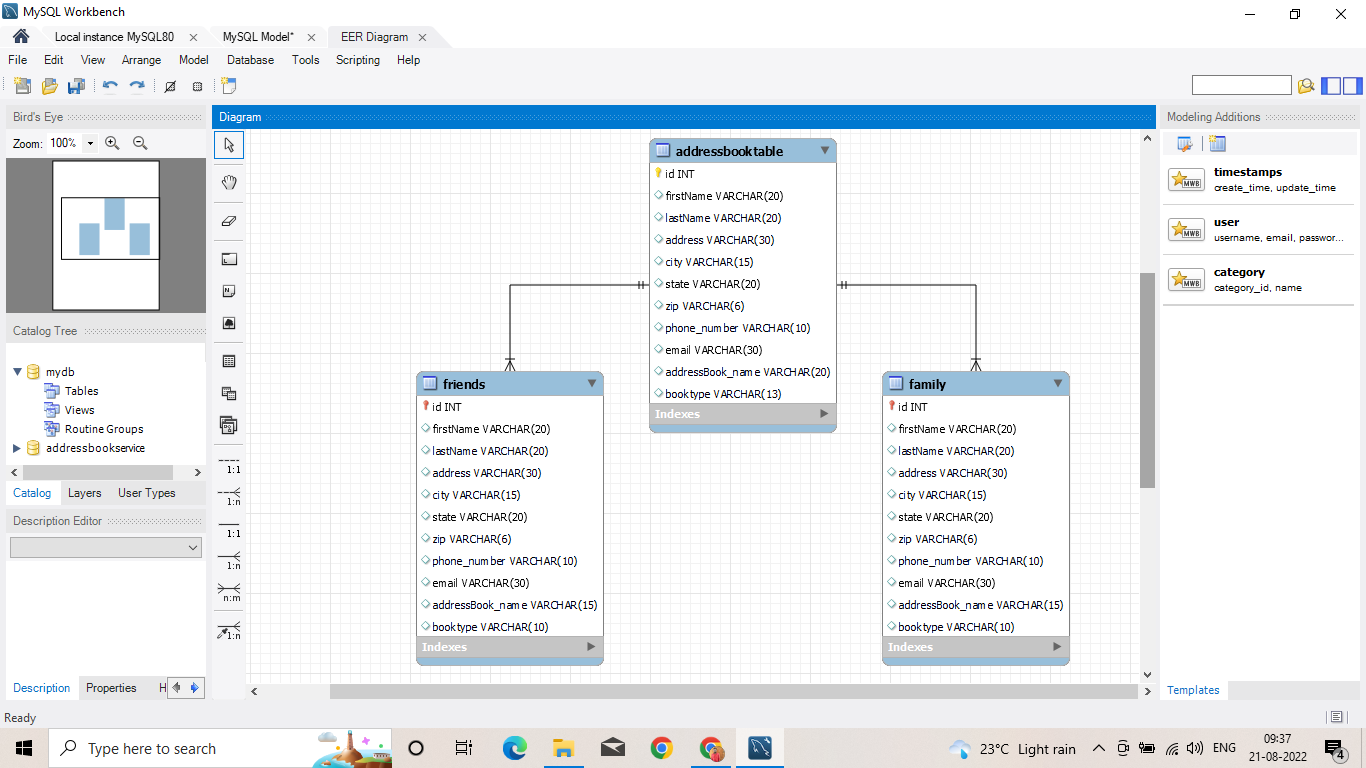 MySQL Workbench
Local instance MySQL80
MySQL Model*
EER Diagram
File Edit View Arrange Model Database Tools Scripting Help
Bird's Eye
Zoom: 100%
Catalog Tree
mydb
Tables
Views
Routine Groups
addressbookservice
Catalog Layers User Types
Description Editor
Description Properties H
Diagram
1:1
1:n
1:1
1:n
n:m
1:n
addressbooktable
id INT
firstName VARCHAR(20)
lastName VARCHAR(20)
address VARCHAR(30)
city VARCHAR(15)
state VARCHAR(20)
zip VARCHAR(6)
phone_number VARCHAR(10)
email VARCHAR(30)
addressBook_name VARCHAR(20)
booktype VARCHAR(13)
Indexes
friends
id INT
firstName VARCHAR(20)
lastName VARCHAR(20)
address VARCHAR(30)
city VARCHAR(15)
state VARCHAR(20)
zip VARCHAR(6)
phone_number VARCHAR(10)
email VARCHAR(30)
addressBook_name VARCHAR(15)
booktype VARCHAR(10)
Indexes
family
id INT
firstName VARCHAR(20)
lastName VARCHAR(20)
address VARCHAR(30)
city VARCHAR(15)
state VARCHAR(20)
zip VARCHAR(6)
phone_number VARCHAR(10)
email VARCHAR(30)
addressBook_name VARCHAR(15)
booktype VARCHAR(10)
Indexes
Modeling Additions
MWB
timestamps
create_time, update_time
MWB
user
username, email, passwor...
MWB
category
category_id, name
Templates
Ready
Type here to search
23°C Light rain
ENG
09:37
21-08-2022
4